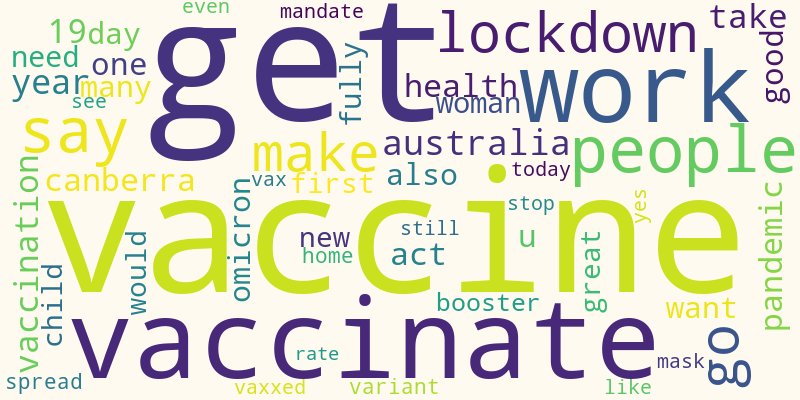 even
mandate
take
19day
get
lockdown
good
need
one
fully
health
work
year
many
woman
see
say
make
australia
people
canberra
vax
first
also
today
vaccination
vaccine
stop
yes
pandemic
omicron
would
new
still
u
home
act
great
child
booster
want
vaccinate
go
rate
mask
spread
vaxxed
variant
like